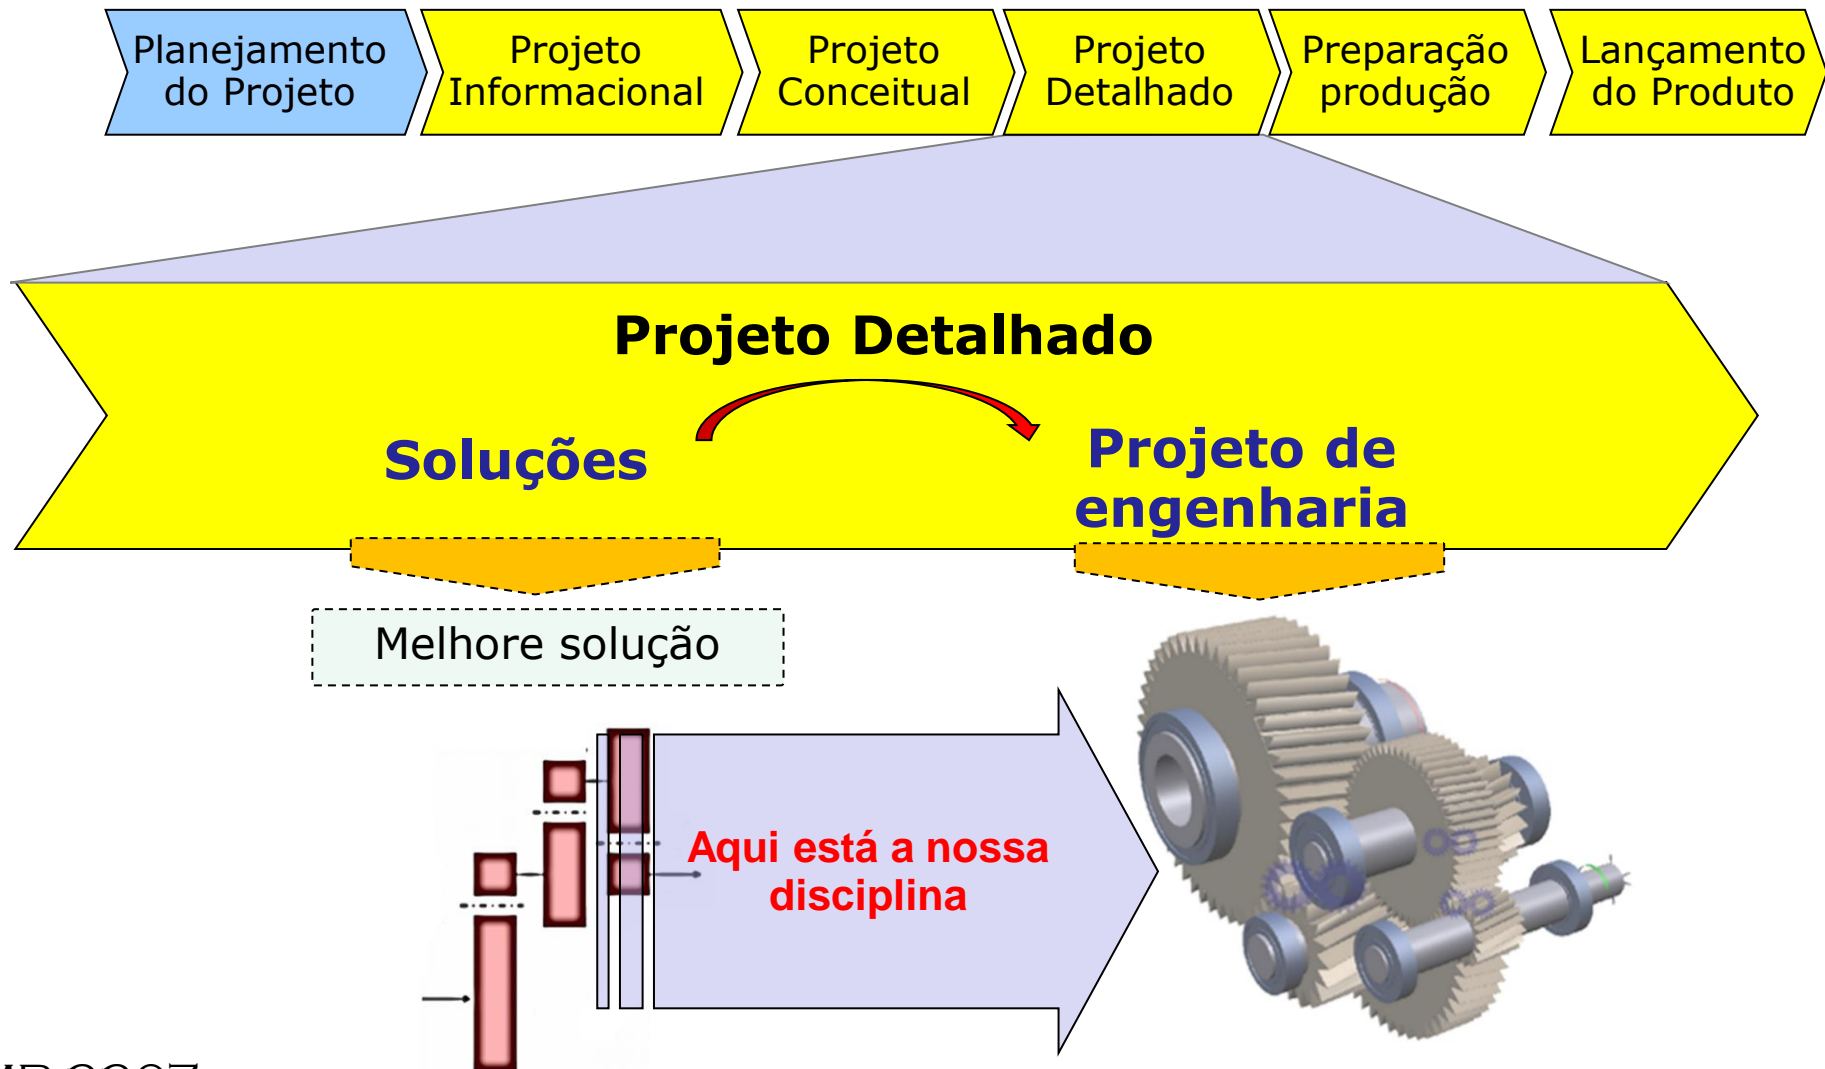 Planejamento
do Projeto
Projeto
Informacional
Projeto
Conceitual
Projeto
Detalhado
Preparação
produção
Lançamento
do Produto
Projeto Detalhado
Soluções
Projeto de
engenharia
Melhore solução
Aqui está a nossa
disciplina